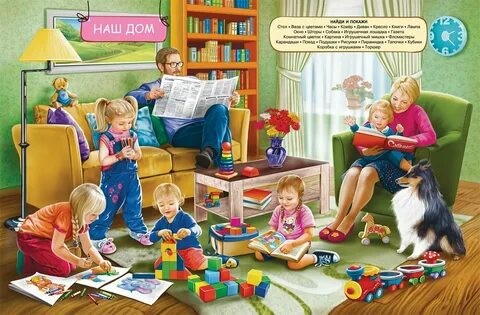 НАШ ДОМ
НАЙДИ И ПОКАЖИ
Стол • Ваза с цветами • Часы • Ковёр • Диван • Кресло • Книги • Лампа
Окно • Шторы • Собака • Игрушечная лошадка • Газета
Комнатный цветок • Картина • Игрушечный мишка • Фломастеры
Карандаши • Поезд • Подушки • Рисунки • Пирамидка • Тапочки • Кубики
Коробка с игрушками • Торшер